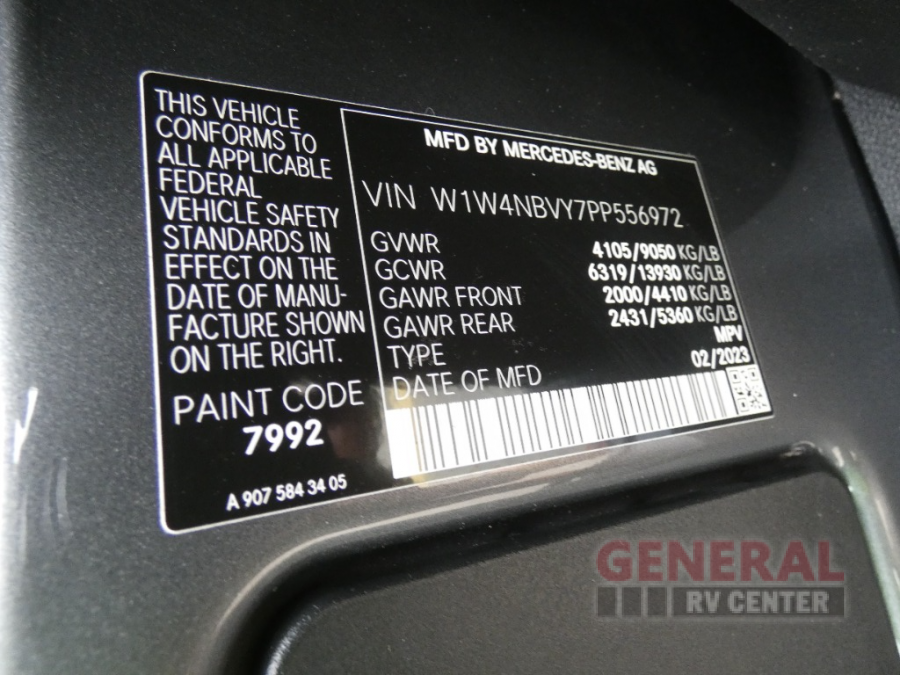 THIS VEHICLE
CONFORMS TO
ALL APPLICABLE
FEDERAL
VEHICLE SAFETY
STANDARDS IN
EFFECT ON THE
DATE OF MANU-
FACTURE SHOWN
ON THE RIGHT.
PAINT CODE
7992
A 907 584 34 05
MFD BY MERCEDES-BENZ AG
VIN W1W4NBVY7PP556972
GVWR 4105/9050 KG/LB
GCWR 6319/13930 KG/LB
GAWR FRONT 2000/4410 KG/LB
GAWR REAR 2431/5360 KG/LB
TYPE MPV
DATE OF MFD 02/2023
GENERAL
RV CENTER